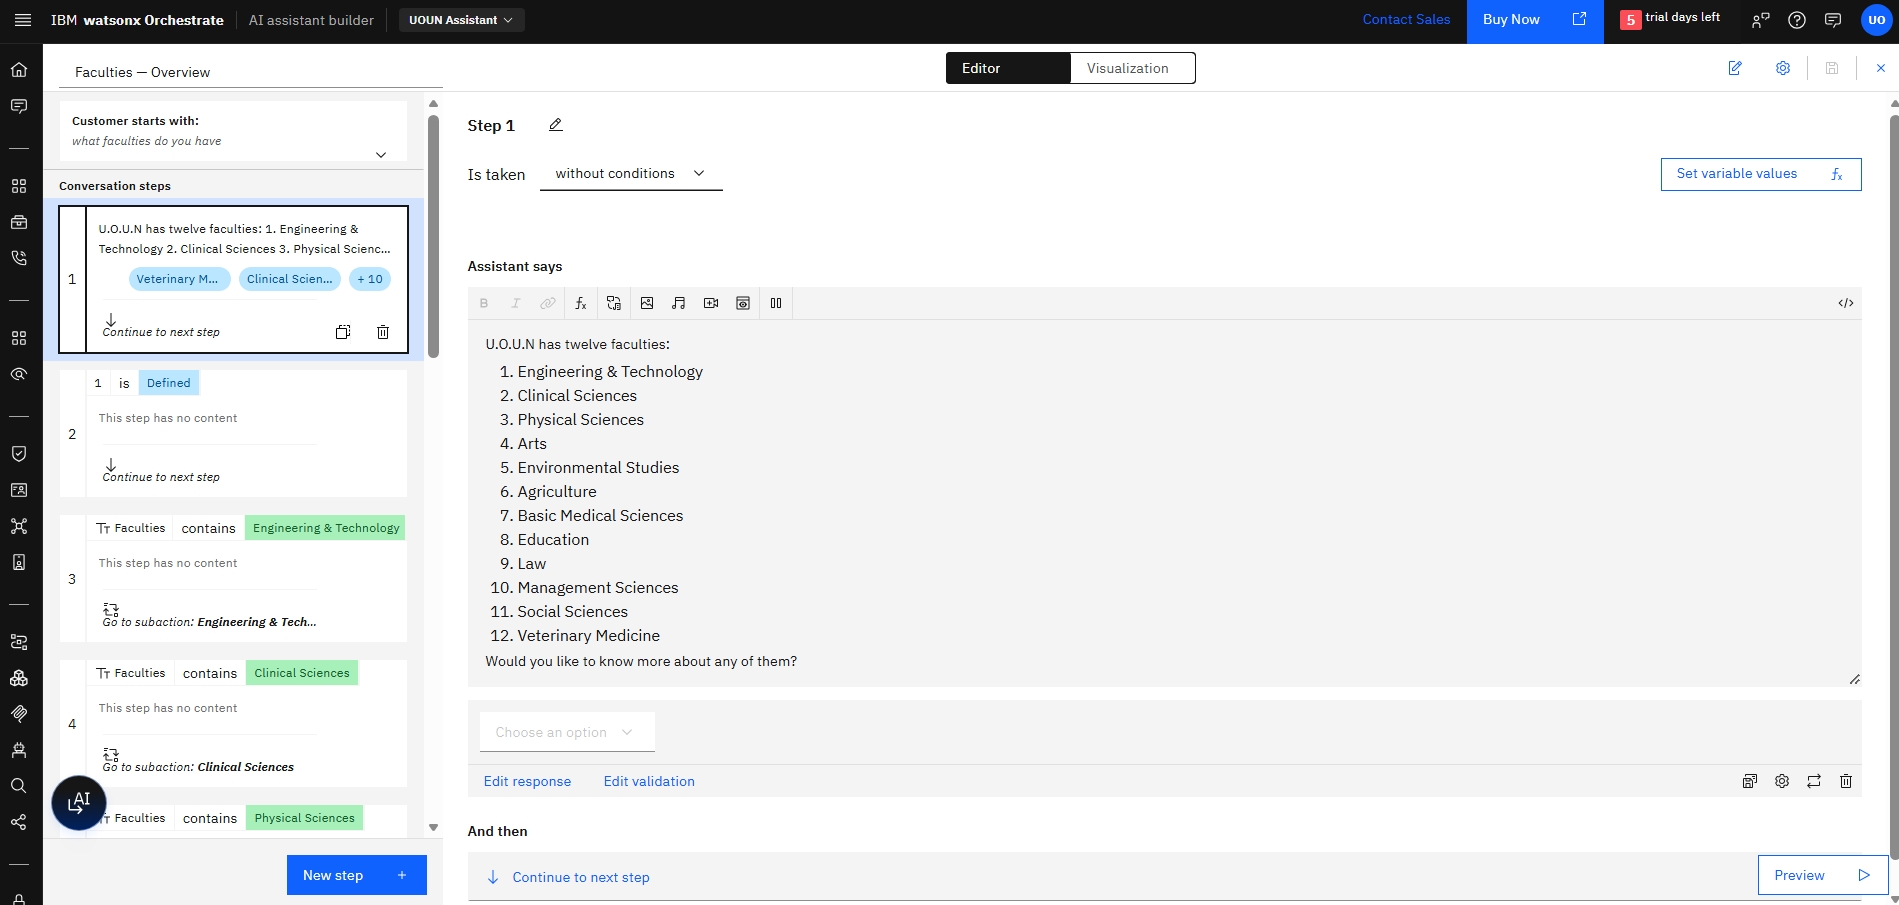 IBM watsonx Orchestrate
AI assistant builder
UOUN Assistant
Contact Sales
Buy Now
5 trial days left
UO
Faculties — Overview
Editor
Visualization
Customer starts with:
what faculties do you have
Conversation steps
1
U.O.U.N has twelve faculties: 1. Engineering &
Technology 2. Clinical Sciences 3. Physical Scienc...
Veterinary M... Clinical Scien... + 10
Continue to next step
2
1 is Defined
This step has no content
Continue to next step
3
Faculties contains Engineering & Technology
This step has no content
Go to subaction: Engineering & Tech...
4
Faculties contains Clinical Sciences
This step has no content
Go to subaction: Clinical Sciences
AI
Faculties contains Physical Sciences
New step +
Step 1
Is taken without conditions
Set variable values fx
Assistant says
B I fx </>
U.O.U.N has twelve faculties:
1. Engineering & Technology
2. Clinical Sciences
3. Physical Sciences
4. Arts
5. Environmental Studies
6. Agriculture
7. Basic Medical Sciences
8. Education
9. Law
10. Management Sciences
11. Social Sciences
12. Veterinary Medicine
Would you like to know more about any of them?
Choose an option
Edit response Edit validation
And then
Continue to next step
Preview